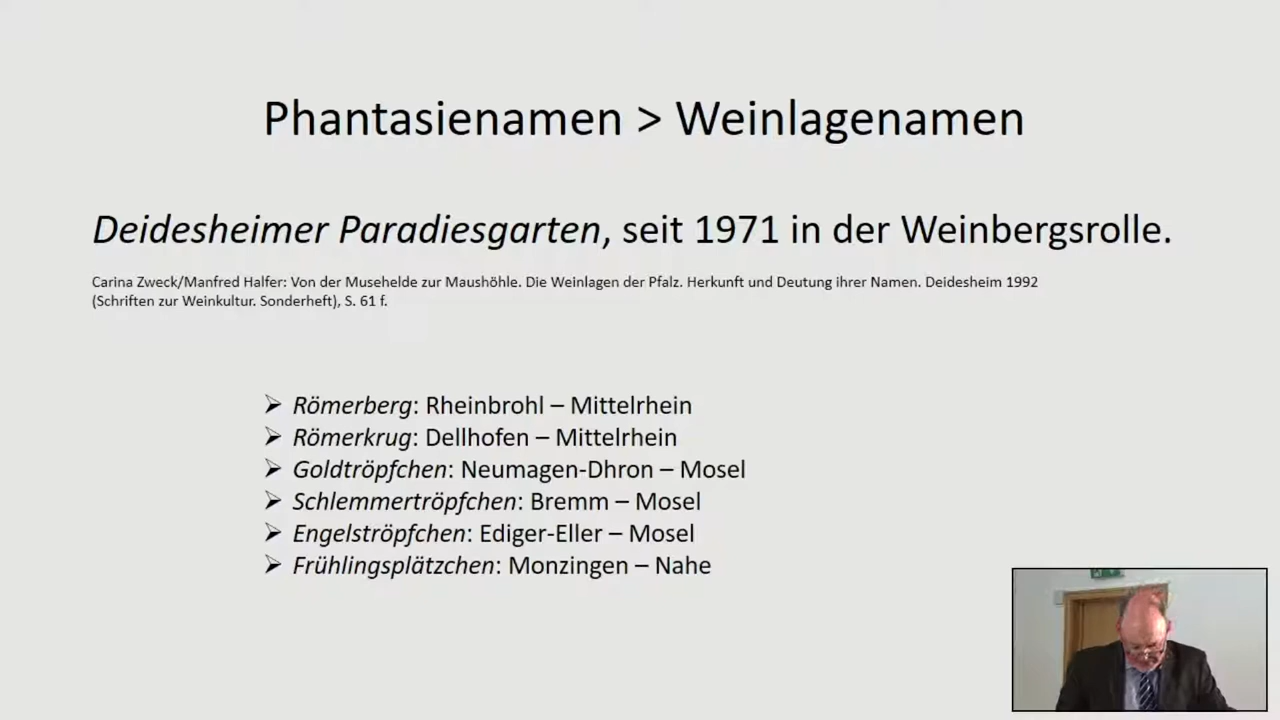 Phantasienamen > Weinlagenamen
Deidesheimer Paradiesgarten, seit 1971 in der Weinbergsrolle.
Carina Zweck/Manfred Halfer: Von der Musehelde zur Maushöhle. Die Weinlagen der Pfalz. Herkunft und Deutung ihrer Namen. Deidesheim 1992
(Schriften zur Weinkultur. Sonderheft), S. 61 f.
➢ Römerberg: Rheinbrohl – Mittelrhein
➢ Römerkrug: Dellhofen – Mittelrhein
➢ Goldtröpfchen: Neumagen-Dhron – Mosel
➢ Schlemmertröpfchen: Bremm – Mosel
➢ Engelströpfchen: Ediger-Eller – Mosel
➢ Frühlingsplätzchen: Monzingen – Nahe